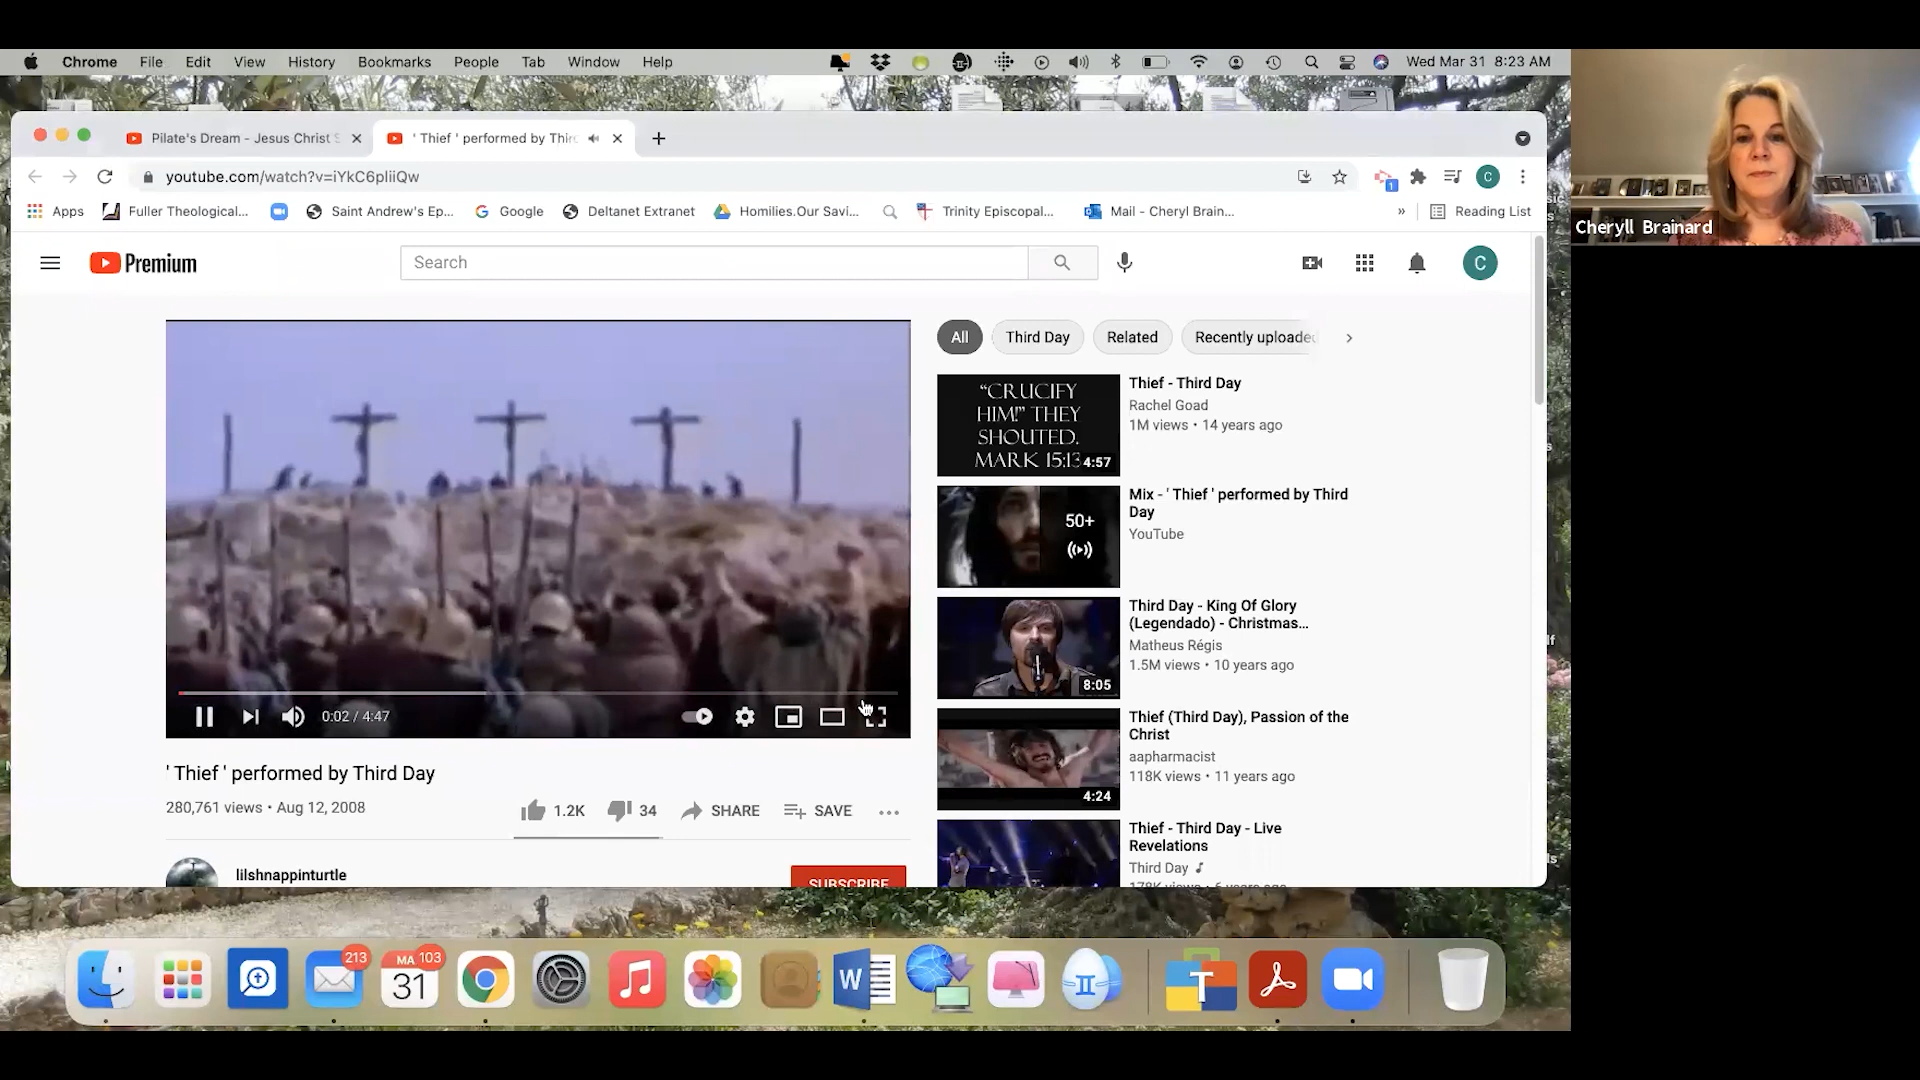 Chrome File Edit View History Bookmarks People Tab Window Help Wed Mar 31 8:23 AM
Pilate's Dream - Jesus Christ
' Thief ' performed by Thir
youtube.com/watch?v=iYkC6pliiQw
Apps Fuller Theological... Saint Andrew's Ep... Google Deltanet Extranet Homilies.Our Savi... Trinity Episcopal... Mail - Cheryl Brain... » Reading List
Premium
Search
C
Cheryll Brainard
All Third Day Related Recently uploaded
"CRUCIFY
HIM!" THEY
SHOUTED.
MARK 15:13
4:57
Thief - Third Day
Rachel Goad
1M views • 14 years ago
50+
Mix - ' Thief ' performed by Third
Day
YouTube
8:05
Third Day - King Of Glory
(Legendado) - Christmas...
Matheus Régis
1.5M views • 10 years ago
4:24
Thief (Third Day), Passion of the
Christ
aapharmacist
118K views • 11 years ago
Thief - Third Day - Live
Revelations
Third Day
178K views • 6 years ago
0:02 / 4:47
' Thief ' performed by Third Day
280,761 views • Aug 12, 2008
1.2K 34 SHARE SAVE
lilshnappinturtle
SUBSCRIBE
213
MA 103
31
W
T